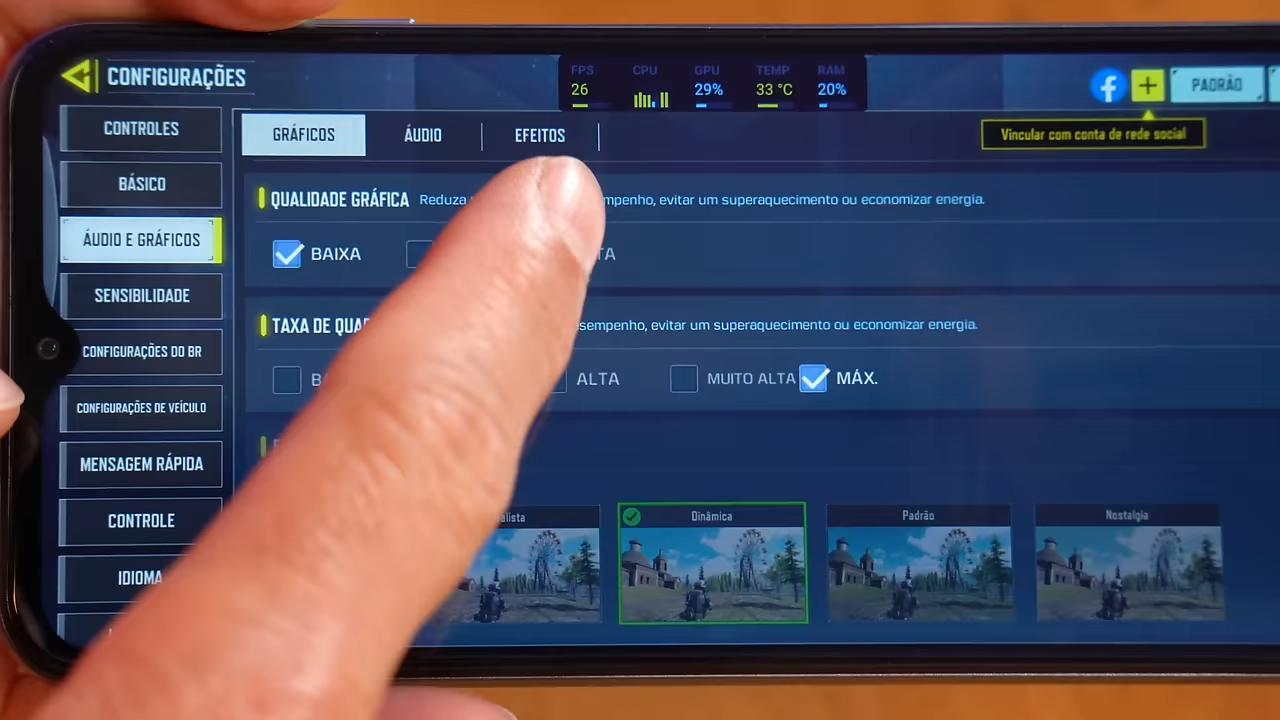 CONFIGURAÇÕES
FPS CPU GPU TEMP RAM
26 29% 33 °C 20%
PADRÃO
Vincular com conta de rede social
CONTROLES
BÁSICO
ÁUDIO E GRÁFICOS
SENSIBILIDADE
CONFIGURAÇÕES DO BR
CONFIGURAÇÕES DE VEÍCULO
MENSAGEM RÁPIDA
CONTROLE
IDIOMA
GRÁFICOS ÁUDIO EFEITOS
QUALIDADE GRÁFICA Reduza mpenho, evitar um superaquecimento ou economizar energia.
BAIXA TA
TAXA DE QUA sempenho, evitar um superaquecimento ou economizar energia.
ALTA MUITO ALTA MÁX.
alista Dinâmica Padrão Nostalgia